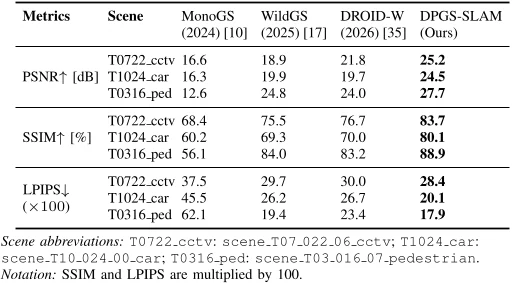 Metrics Scene MonoGS WildGS DROID-W DPGS-SLAM
(2024) [10] (2025) [17] (2026) [35] (Ours)
T0722_cctv 16.6 18.9 21.8 25.2
PSNR↑ [dB] T1024_car 16.3 19.9 19.7 24.5
T0316_ped 12.6 24.8 24.0 27.7
T0722_cctv 68.4 75.5 76.7 83.7
SSIM↑ [%] T1024_car 60.2 69.3 70.0 80.1
T0316_ped 56.1 84.0 83.2 88.9
LPIPS↓ T0722_cctv 37.5 29.7 30.0 28.4
(×100) T1024_car 45.5 26.2 26.7 20.1
T0316_ped 62.1 19.4 23.4 17.9
Scene abbreviations: T0722_cctv: scene_T07_022_06_cctv; T1024_car:
scene_T10_024_00_car; T0316_ped: scene_T03_016_07_pedestrian.
Notation: SSIM and LPIPS are multiplied by 100.